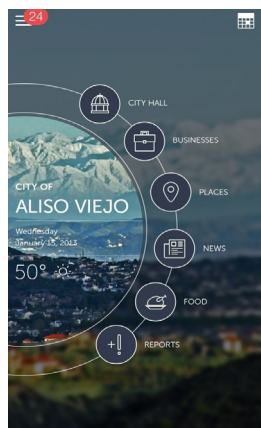 24
CITY HALL
BUSINESSES
PLACES
NEWS
FOOD
REPORTS
CITY OF
ALISO VIEJO
Wednesday
January 15, 2013
50°